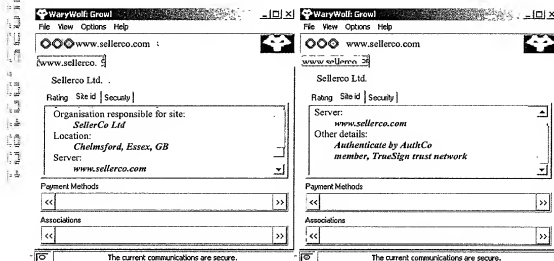 WaryWolf: Growl
File View Options Help
www.sellerco.com
www.sellerco.
Sellerco Ltd.
Rating Site id Security
Organisation responsible for site:
SellerCo Ltd
Location:
Chelmsford, Essex, GB
Server:
www.sellerco.com
Payment Methods
<< >>
Associations
<< >>
The current communications are secure.
WaryWolf: Growl
File View Options Help
www.sellerco.com
www.sellerco
Sellerco Ltd.
Rating Site id Security
Server:
www.sellerco.com
Other details:
Authenticate by AuthCo
member, TrueSign trust network
Payment Methods
<< >>
Associations
<< >>
The current communications are secure.